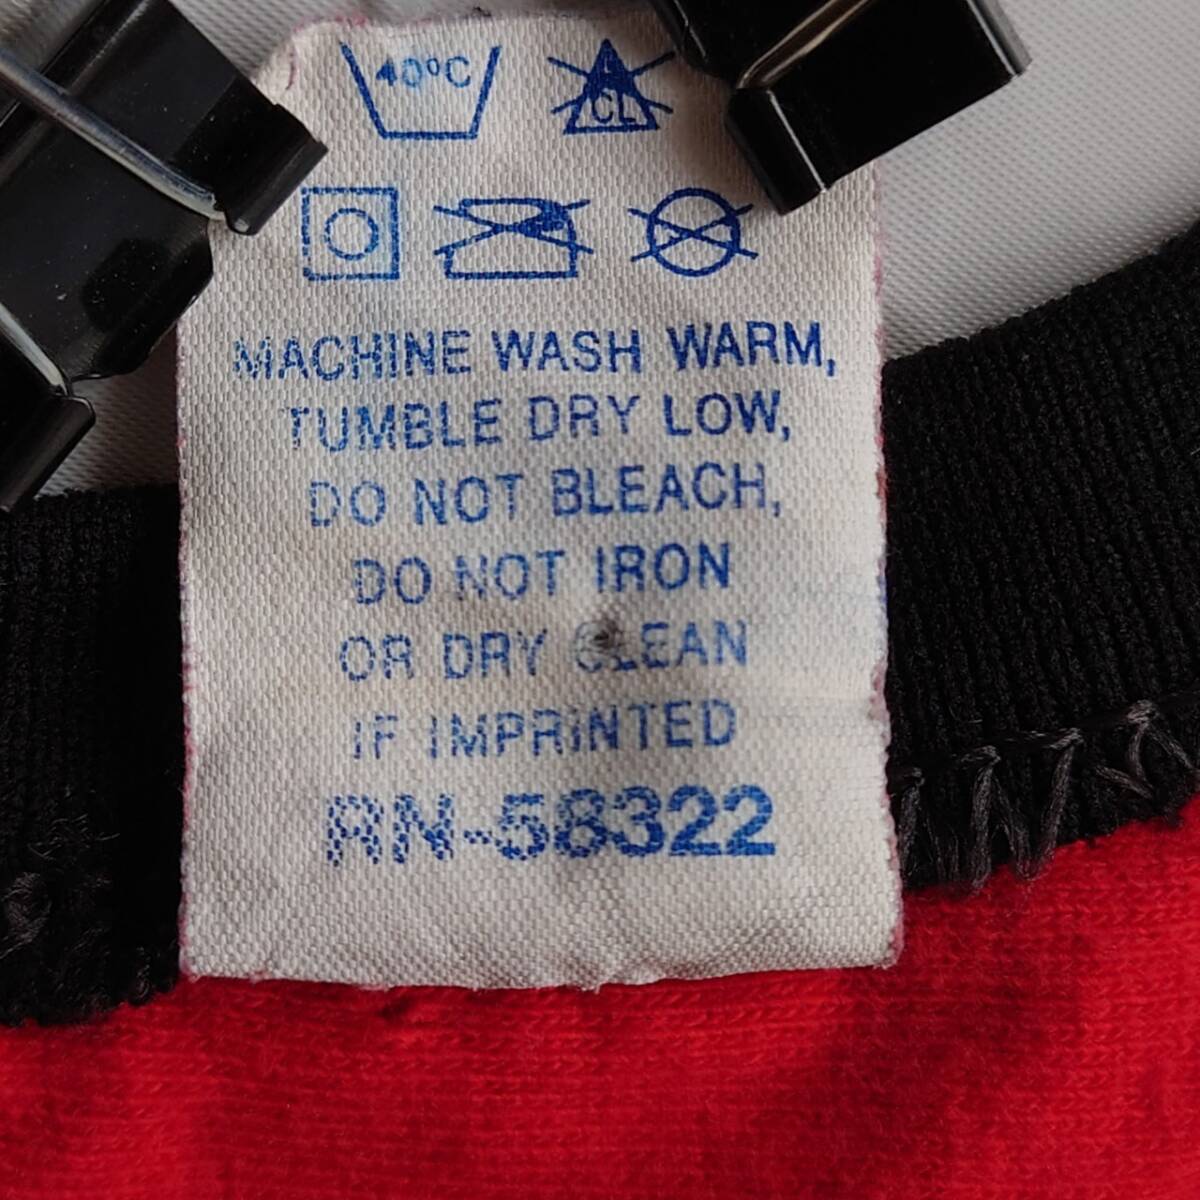 40°C
CL
MACHINE WASH WARM,
TUMBLE DRY LOW,
DO NOT BLEACH,
DO NOT IRON
OR DRY CLEAN
IF IMPRINTED
RN-58322